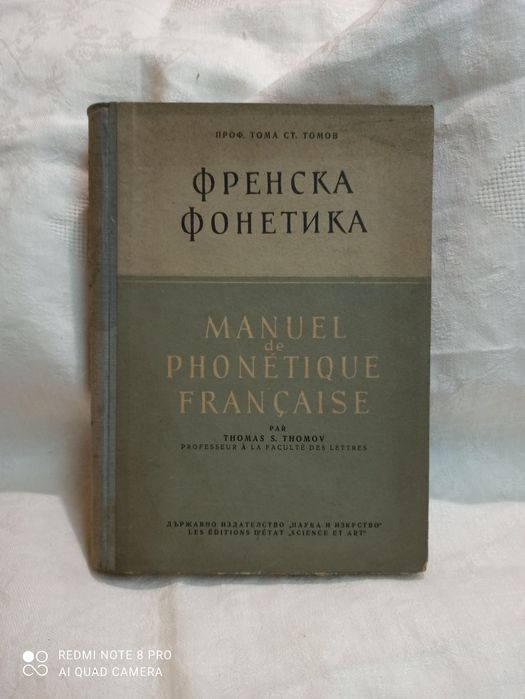 ПРОФ. ТОМА СТ. ТОМОВ
ФРЕНСКА
ФОНЕТИКА
MANUEL
de
PHONÉTIQUE
FRANÇAISE
PAR
THOMAS S. THOMOV
PROFESSEUR À LA FACULTÉ DES LETTRES
ДЪРЖАВНО ИЗДАТЕЛСТВО „НАУКА И ИЗКУСТВО"
LES ÉDITIONS D'ÉTAT „SCIENCE ET ART"
REDMI NOTE 8 PRO
AI QUAD CAMERA